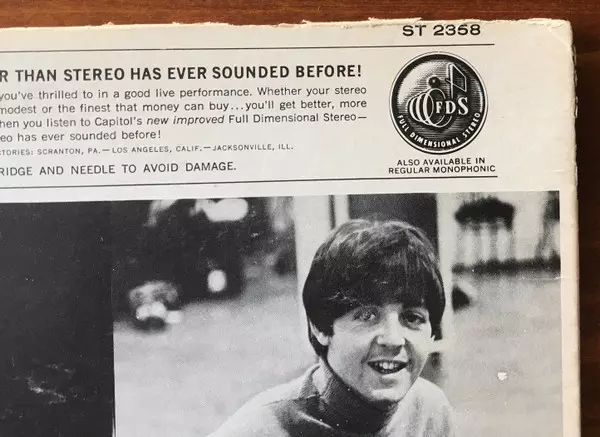 ST 2358
R THAN STEREO HAS EVER SOUNDED BEFORE!
you've thrilled to in a good live performance. Whether your stereo
modest or the finest that money can buy...you'll get better, more
hen you listen to Capitol's new improved Full Dimensional Stereo—
eo has ever sounded before!
TORIES: SCRANTON, PA.—LOS ANGELES, CALIF.—JACKSONVILLE, ILL.
RIDGE AND NEEDLE TO AVOID DAMAGE.
FDS
FULL DIMENSIONAL STEREO
ALSO AVAILABLE IN
REGULAR MONOPHONIC